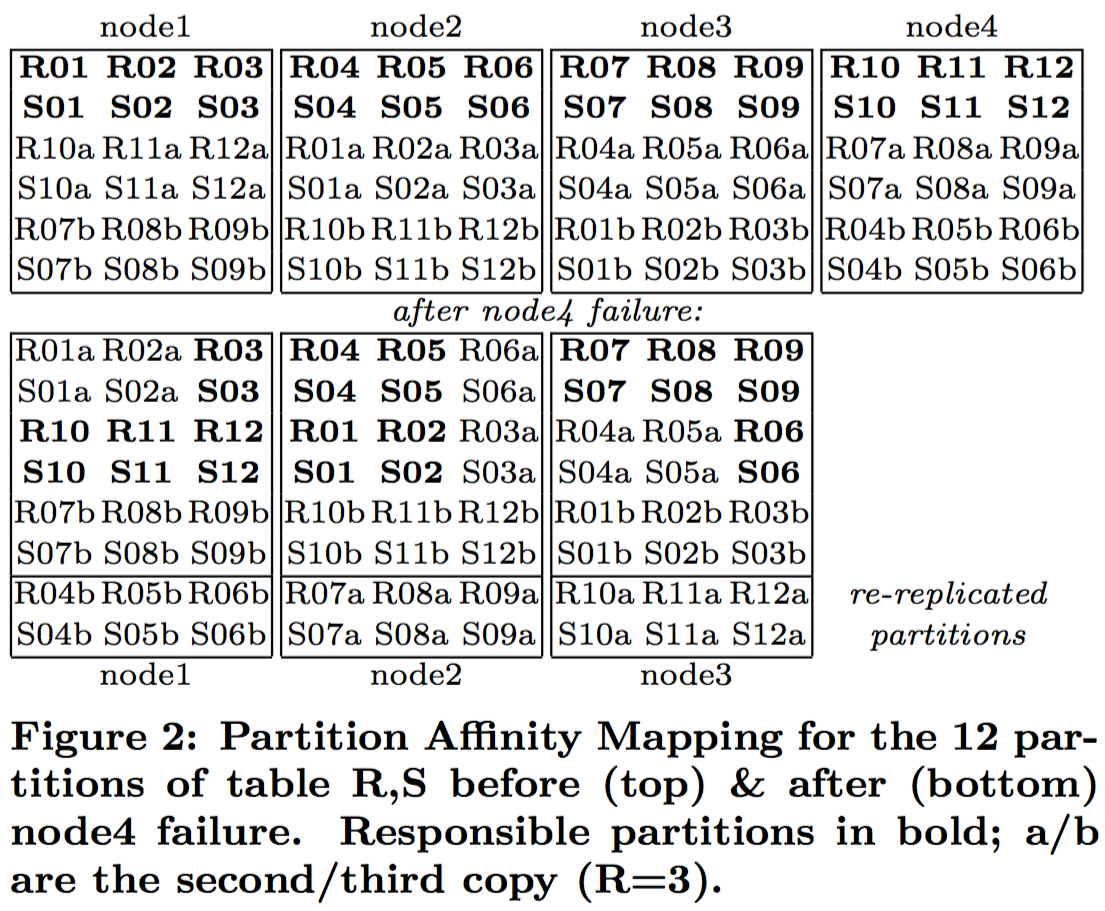 node1 node2 node3 node4
R01 R02 R03 R04 R05 R06 R07 R08 R09 R10 R11 R12
S01 S02 S03 S04 S05 S06 S07 S08 S09 S10 S11 S12
R10a R11a R12a R01a R02a R03a R04a R05a R06a R07a R08a R09a
S10a S11a S12a S01a S02a S03a S04a S05a S06a S07a S08a S09a
R07b R08b R09b R10b R11b R12b R01b R02b R03b R04b R05b R06b
S07b S08b S09b S10b S11b S12b S01b S02b S03b S04b S05b S06b
after node4 failure:
R01a R02a R03 R04 R05 R06a R07 R08 R09
S01a S02a S03 S04 S05 S06a S07 S08 S09
R10 R11 R12 R01 R02 R03a R04a R05a R06
S10 S11 S12 S01 S02 S03a S04a S05a S06
R07b R08b R09b R10b R11b R12b R01b R02b R03b
S07b S08b S09b S10b S11b S12b S01b S02b S03b
R04b R05b R06b R07a R08a R09a R10a R11a R12a re-replicated
S04b S05b S06b S07a S08a S09a S10a S11a S12a partitions
node1 node2 node3
Figure 2: Partition Affinity Mapping for the 12 par-
titions of table R,S before (top) & after (bottom)
node4 failure. Responsible partitions in bold; a/b
are the second/third copy (R=3).